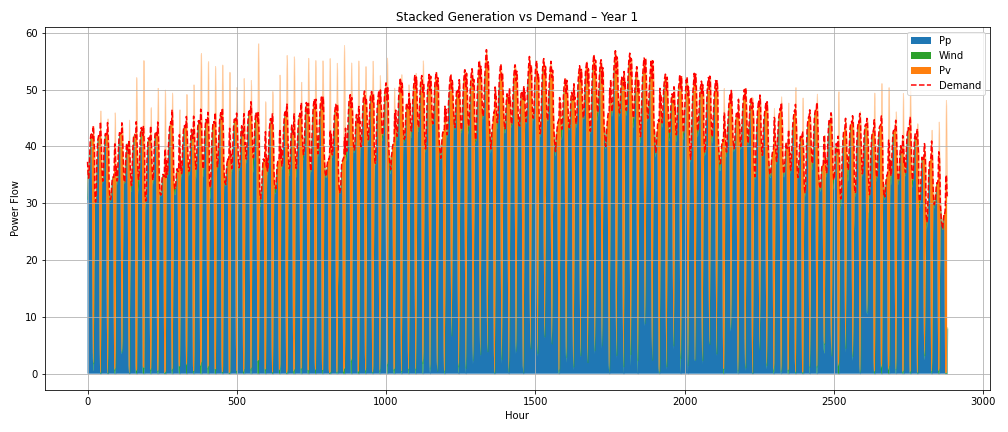 Stacked Generation vs Demand – Year 1
Pp
Wind
Pv
Demand
Power Flow
60
50
40
30
20
10
0
0 500 1000 1500 2000 2500 3000
Hour